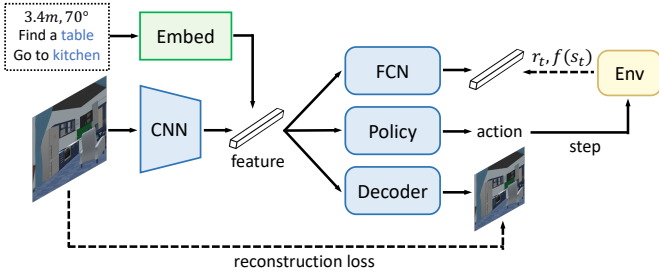 3.4m, 70°
Find a table
Go to kitchen
Embed
CNN
feature
FCN
Policy
Decoder
r_t, f(s_t)
Env
action
step
reconstruction loss